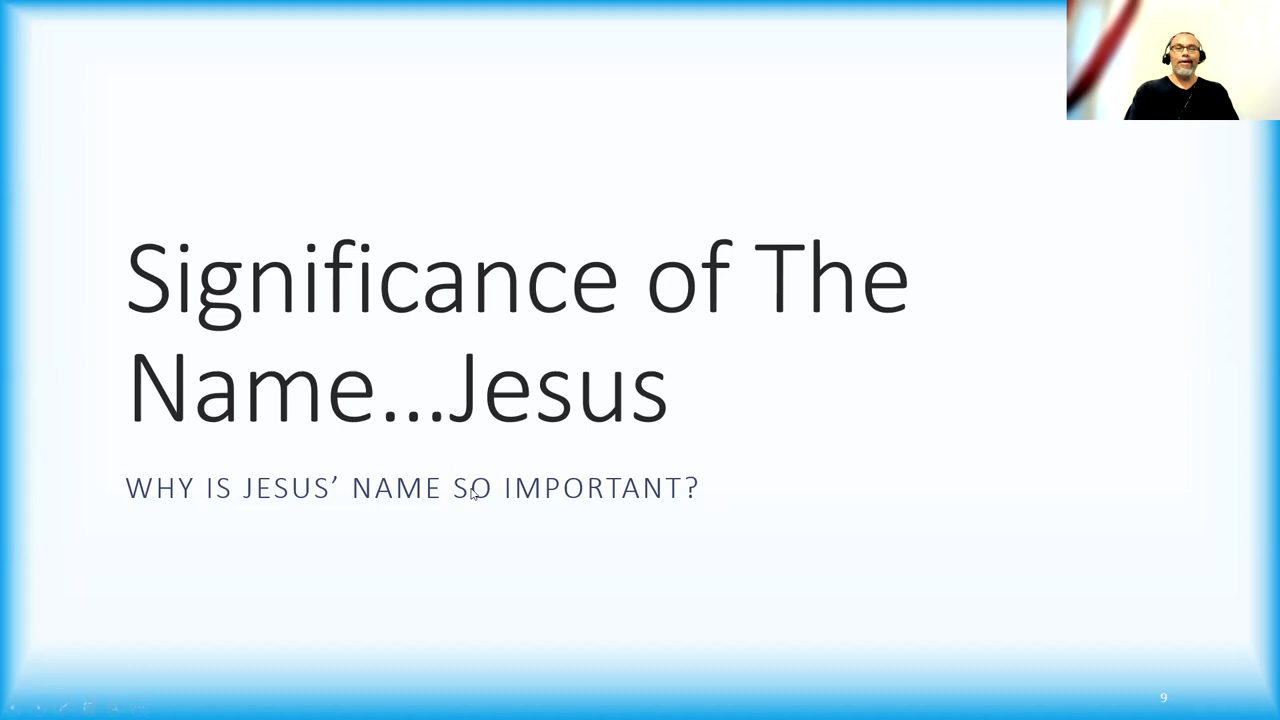 Significance of The
Name...Jesus
WHY IS JESUS’ NAME SO IMPORTANT?
9